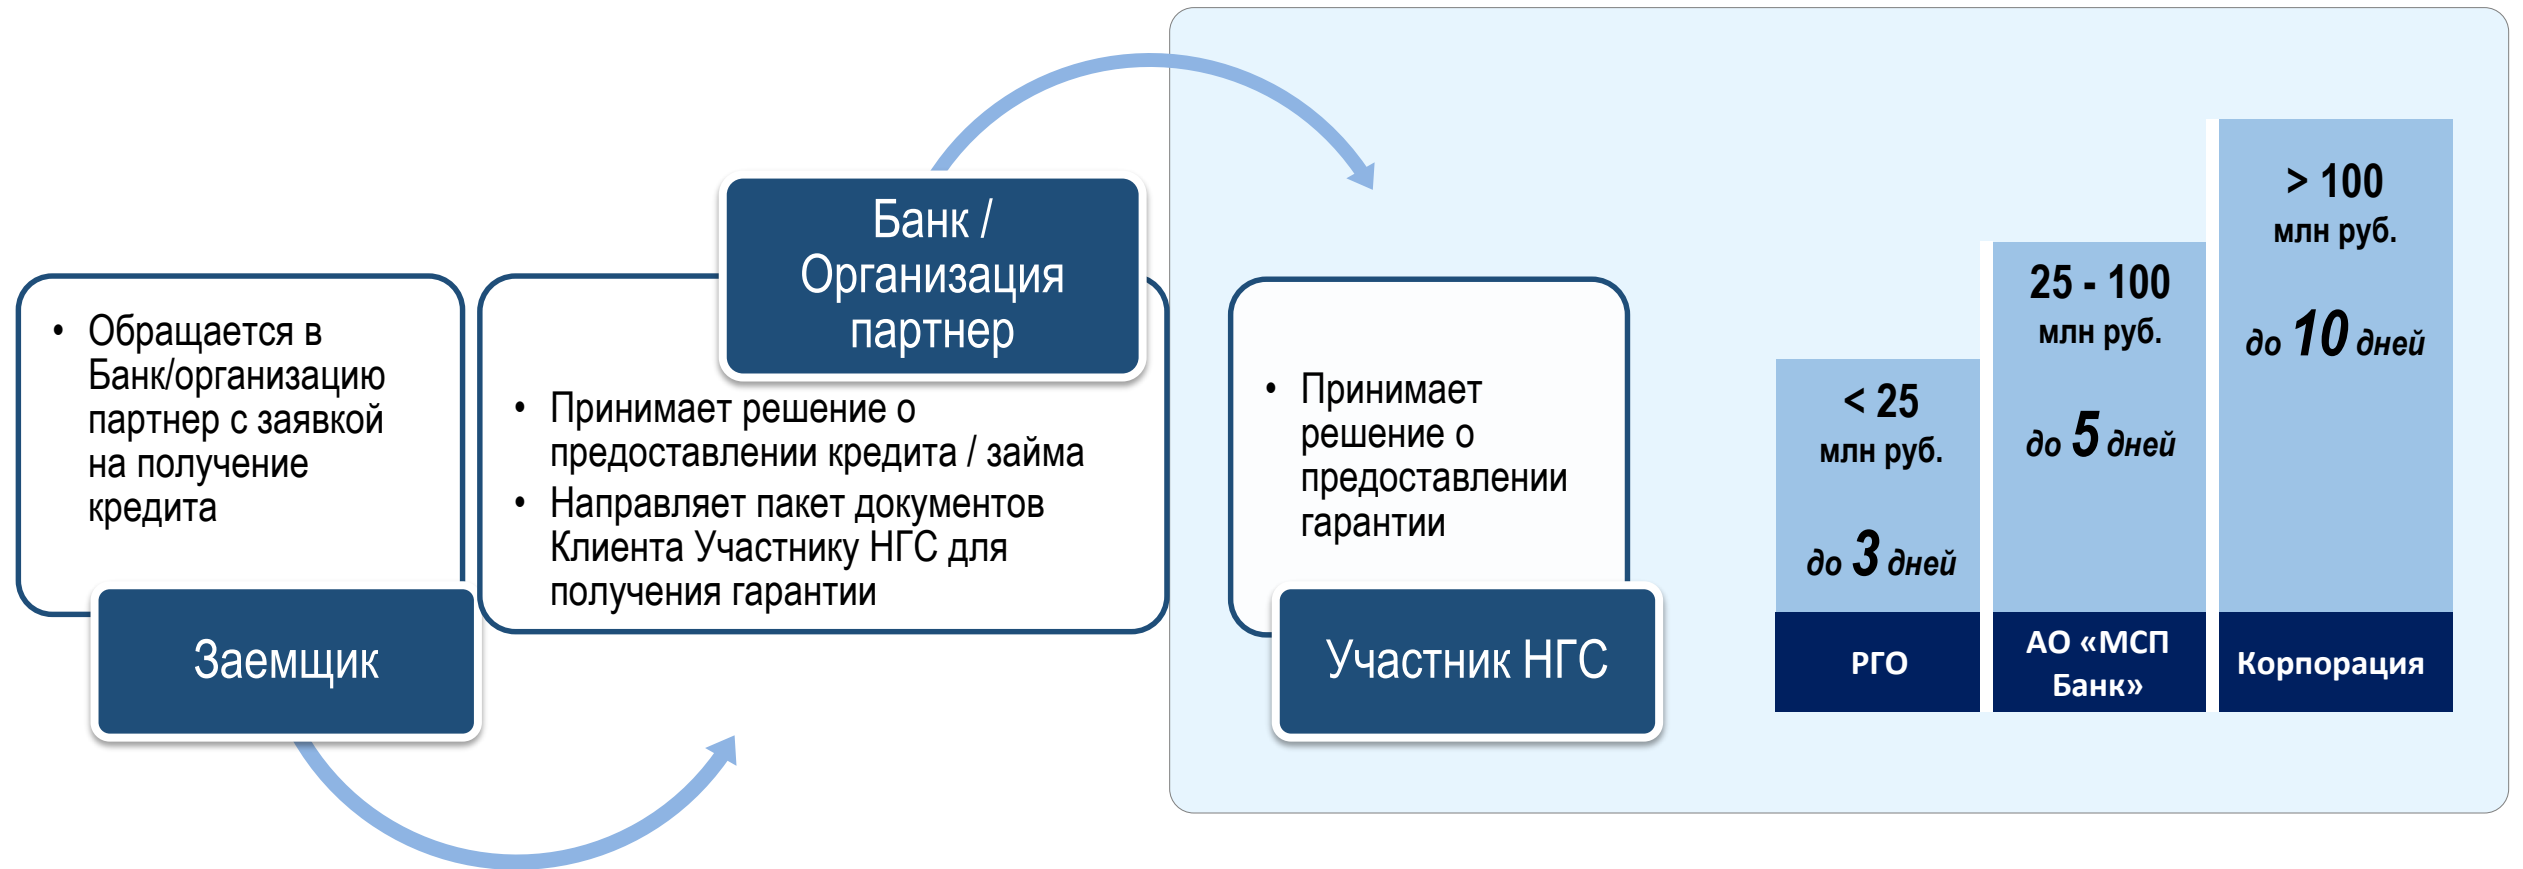 • Обращается в
Банк/организацию
партнер с заявкой
на получение
кредита
Заемщик
Банк /
Организация
партнер
• Принимает решение о
предоставлении кредита / займа
• Направляет пакет документов
Клиента Участнику НГС для
получения гарантии
• Принимает
решение о
предоставлении
гарантии
Участник НГС
< 25
млн руб.
до 3 дней
РГО
25 - 100
млн руб.
до 5 дней
АО «МСП
Банк»
> 100
млн руб.
до 10 дней
Корпорация